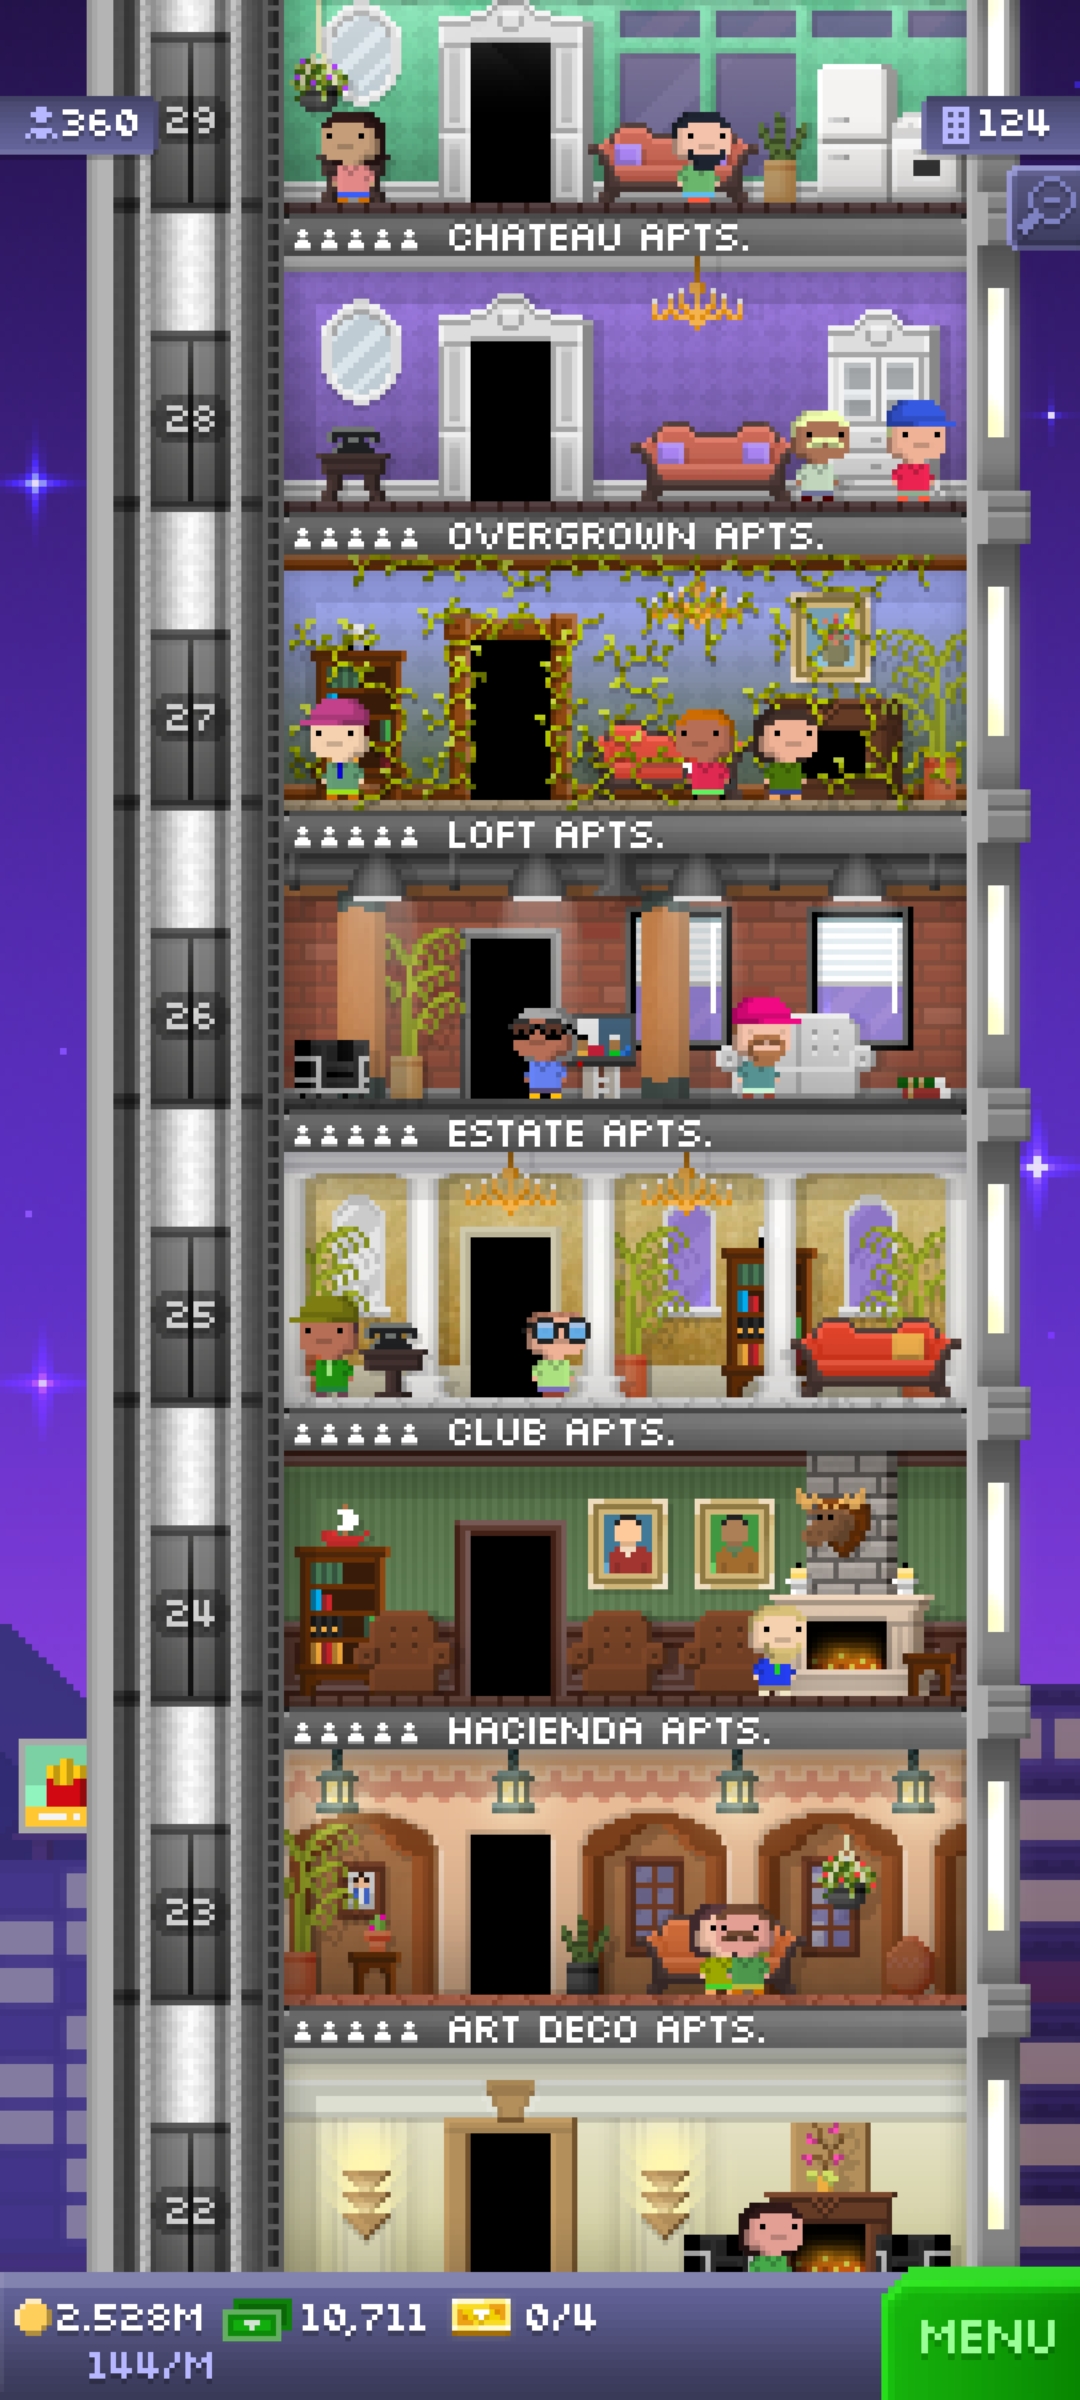 360
29
124
CHATEAU APTS.
28
OVERGROWN APTS.
27
LOFT APTS.
26
ESTATE APTS.
25
CLUB APTS.
24
HACIENDA APTS.
23
ART DECO APTS.
22
2.528M 10,711 0/4
144/M
MENU